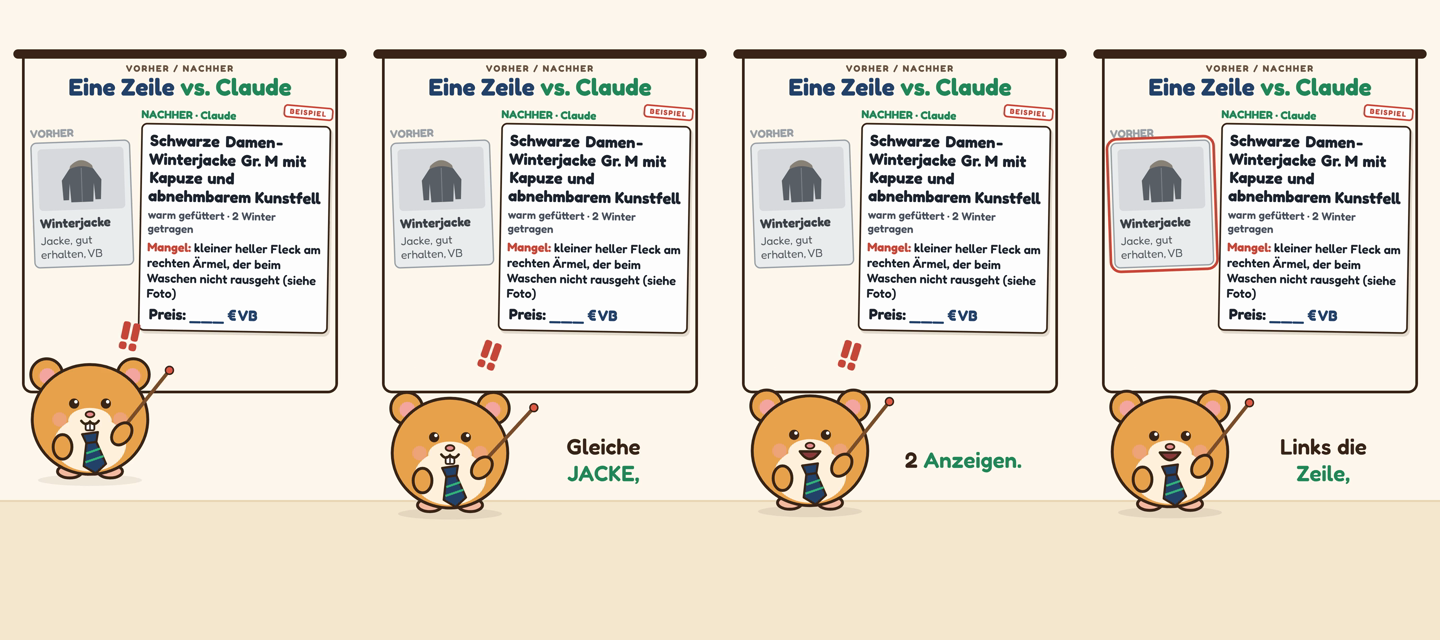 VORHER / NACHHER
Eine Zeile vs. Claude
NACHHER · Claude
BEISPIEL
VORHER
Winterjacke
Jacke, gut
erhalten, VB
Schwarze Damen-
Winterjacke Gr. M mit
Kapuze und
abnehmbarem Kunstfell
warm gefüttert · 2 Winter
getragen
Mangel: kleiner heller Fleck am
rechten Ärmel, der beim
Waschen nicht rausgeht (siehe
Foto)
Preis: ____ € VB
!!
VORHER / NACHHER
Eine Zeile vs. Claude
NACHHER · Claude
BEISPIEL
VORHER
Winterjacke
Jacke, gut
erhalten, VB
Schwarze Damen-
Winterjacke Gr. M mit
Kapuze und
abnehmbarem Kunstfell
warm gefüttert · 2 Winter
getragen
Mangel: kleiner heller Fleck am
rechten Ärmel, der beim
Waschen nicht rausgeht (siehe
Foto)
Preis: ____ € VB
!!
Gleiche
JACKE,
VORHER / NACHHER
Eine Zeile vs. Claude
NACHHER · Claude
BEISPIEL
VORHER
Winterjacke
Jacke, gut
erhalten, VB
Schwarze Damen-
Winterjacke Gr. M mit
Kapuze und
abnehmbarem Kunstfell
warm gefüttert · 2 Winter
getragen
Mangel: kleiner heller Fleck am
rechten Ärmel, der beim
Waschen nicht rausgeht (siehe
Foto)
Preis: ____ € VB
!!
2 Anzeigen.
VORHER / NACHHER
Eine Zeile vs. Claude
NACHHER · Claude
BEISPIEL
VORHER
Winterjacke
Jacke, gut
erhalten, VB
Schwarze Damen-
Winterjacke Gr. M mit
Kapuze und
abnehmbarem Kunstfell
warm gefüttert · 2 Winter
getragen
Mangel: kleiner heller Fleck am
rechten Ärmel, der beim
Waschen nicht rausgeht (siehe
Foto)
Preis: ____ € VB
Links die
Zeile,